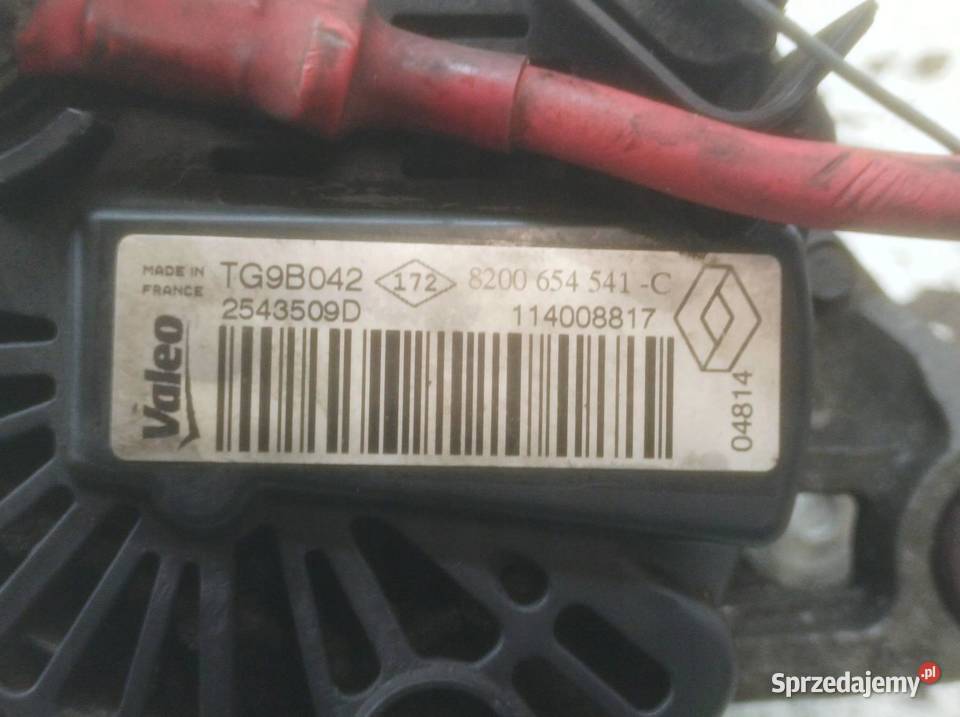 MADE IN
FRANCE
TG9B042 172 8200 654 541 -C
2543509D 114008817
Valeo
04814
Sprzedajemy.pl